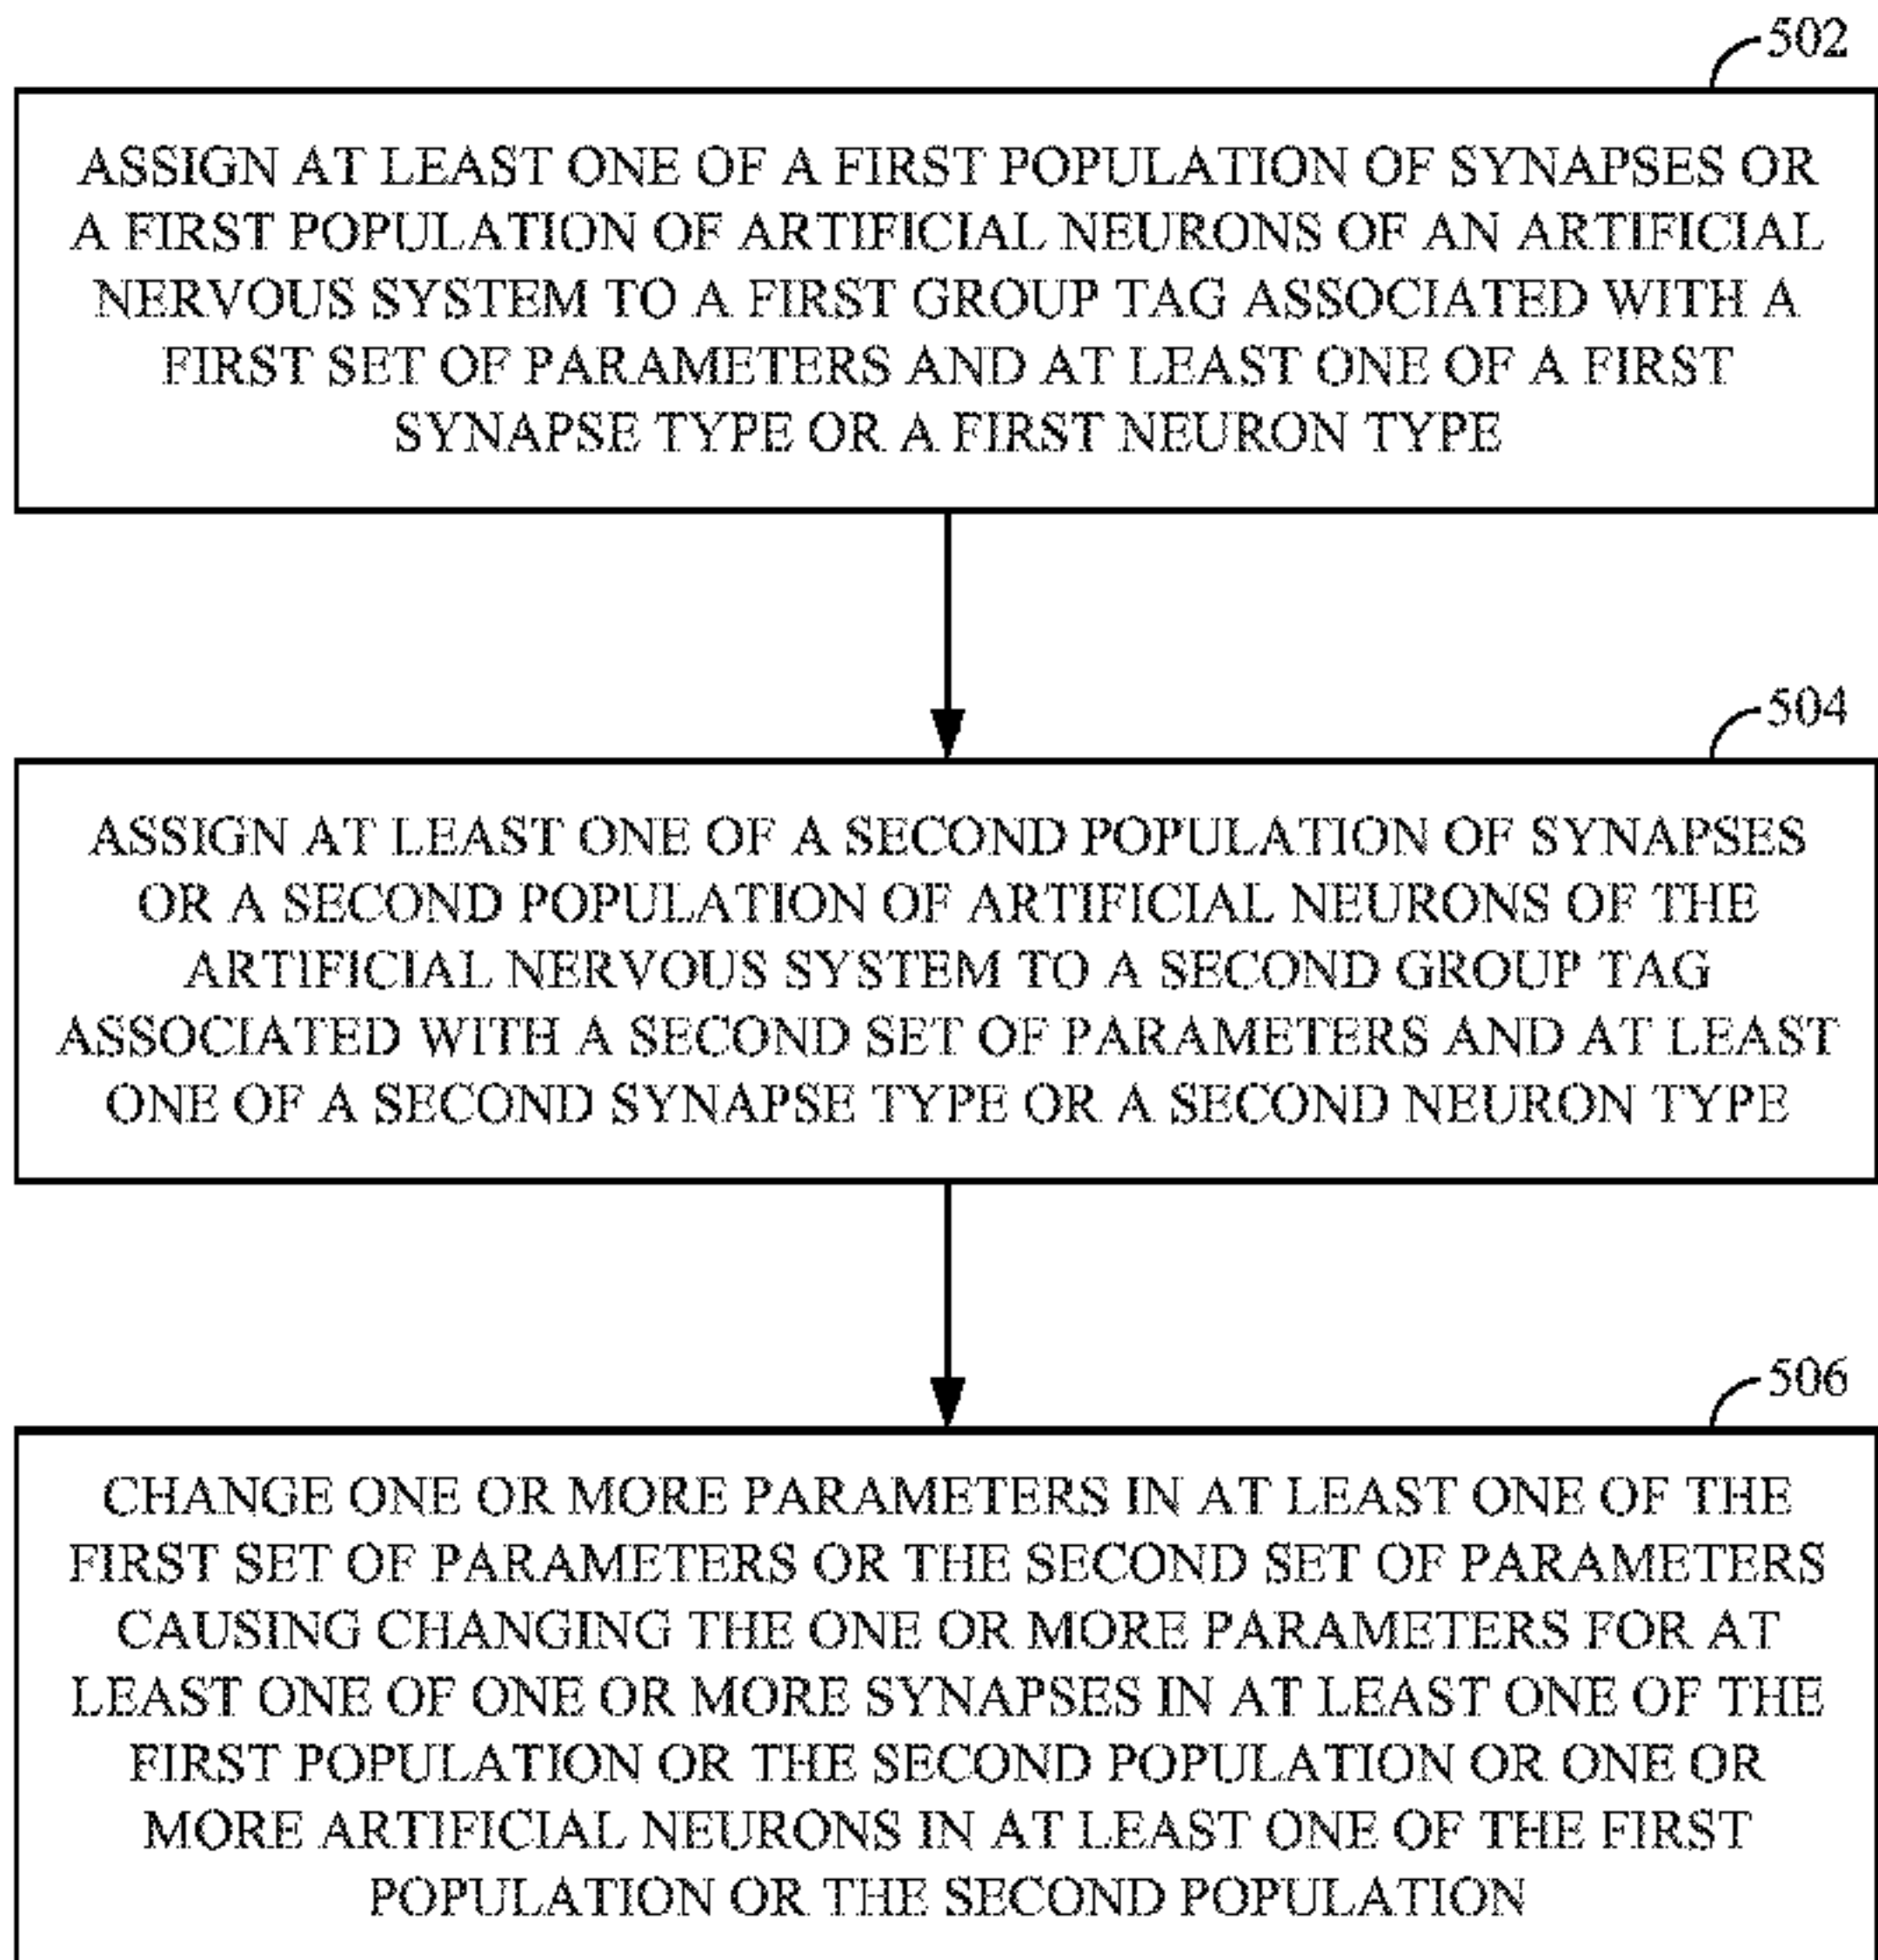 502
ASSIGN AT LEAST ONE OF A FIRST POPULATION OF SYNAPSES OR
A FIRST POPULATION OF ARTIFICIAL NEURONS OF AN ARTIFICIAL
NERVOUS SYSTEM TO A FIRST GROUP TAG ASSOCIATED WITH A
FIRST SET OF PARAMETERS AND AT LEAST ONE OF A FIRST
SYNAPSE TYPE OR A FIRST NEURON TYPE
504
ASSIGN AT LEAST ONE OF A SECOND POPULATION OF SYNAPSES
OR A SECOND POPULATION OF ARTIFICIAL NEURONS OF THE
ARTIFICIAL NERVOUS SYSTEM TO A SECOND GROUP TAG
ASSOCIATED WITH A SECOND SET OF PARAMETERS AND AT LEAST
ONE OF A SECOND SYNAPSE TYPE OR A SECOND NEURON TYPE
506
CHANGE ONE OR MORE PARAMETERS IN AT LEAST ONE OF THE
FIRST SET OF PARAMETERS OR THE SECOND SET OF PARAMETERS
CAUSING CHANGING THE ONE OR MORE PARAMETERS FOR AT
LEAST ONE OF ONE OR MORE SYNAPSES IN AT LEAST ONE OF THE
FIRST POPULATION OR THE SECOND POPULATION OR ONE OR
MORE ARTIFICIAL NEURONS IN AT LEAST ONE OF THE FIRST
POPULATION OR THE SECOND POPULATION